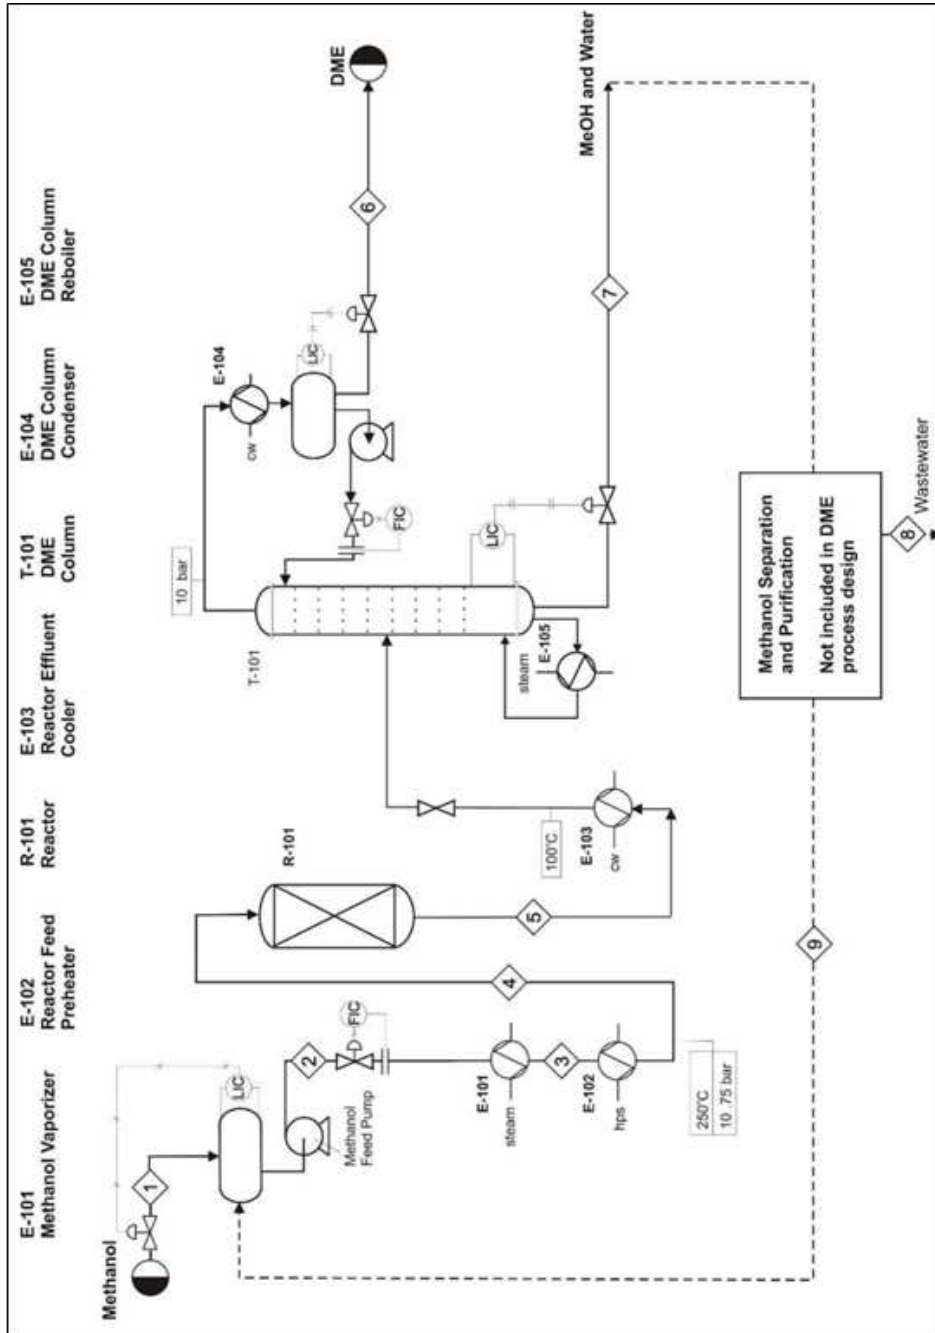 E-101
Methanol Vaporizer
E-102
Reactor Feed
Preheater
R-101
Reactor
E-103
Reactor Effluent
Cooler
T-101
DME
Column
E-104
DME Column
Condenser
E-105
DME Column
Reboiler
Methanol
1
LIC
Methanol
Feed Pump
2
FIC
E-101
steam
3
E-102
hps
250°C
10 .75 bar
4
R-101
5
E-103
cw
100°C
T-101
10 bar
E-104
cw
LIC
FIC
LIC
steam
E-105
6
DME
7
MeOH and Water
Methanol Separation
and Purification
Not included in DME
process design
8
Wastewater
9